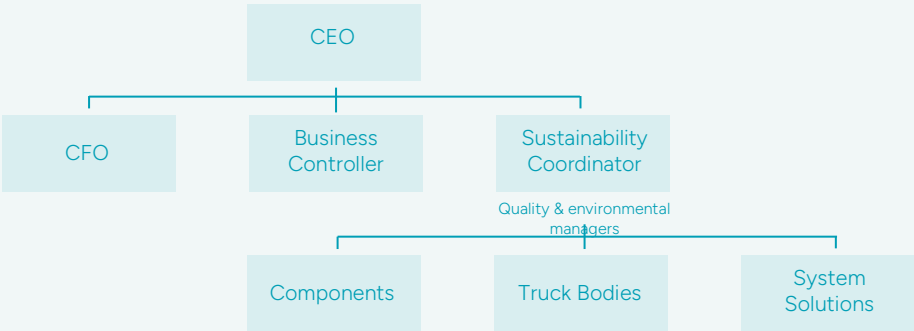 CEO
CFO
Business
Controller
Sustainability
Coordinator
Quality & environmental
managers
Components
Truck Bodies
System
Solutions